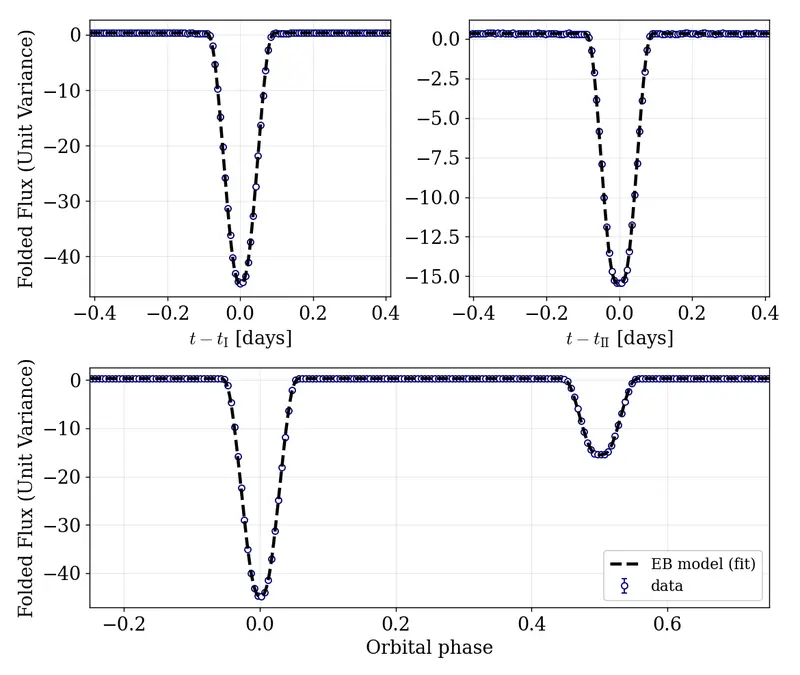 Folded Flux (Unit Variance)
0
−10
−20
−30
−40
−0.4 −0.2 0.0 0.2 0.4
t − tI [days]
0.0
−2.5
−5.0
−7.5
−10.0
−12.5
−15.0
−0.4 −0.2 0.0 0.2 0.4
t − tII [days]
Folded Flux (Unit Variance)
0
−10
−20
−30
−40
−0.2 0.0 0.2 0.4 0.6
Orbital phase
EB model (fit)
data